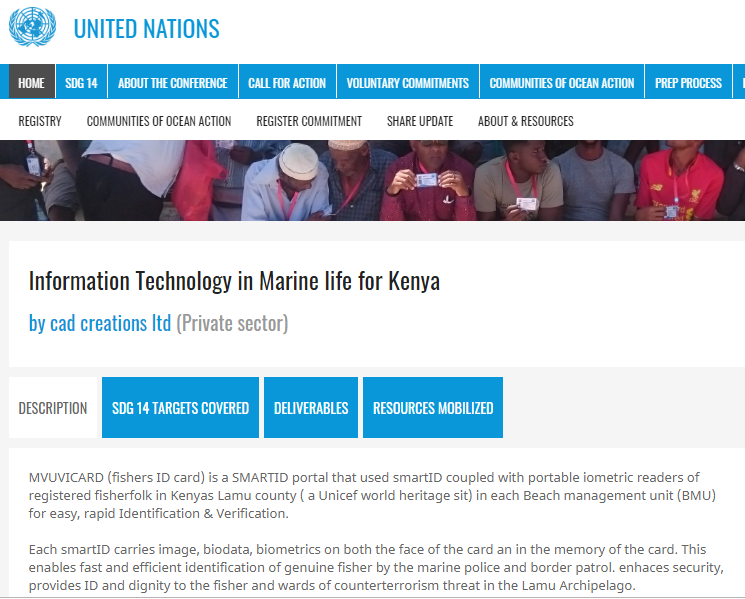 UNITED NATIONS
HOME SDG 14 ABOUT THE CONFERENCE CALL FOR ACTION VOLUNTARY COMMITMENTS COMMUNITIES OF OCEAN ACTION PREP PROCESS
REGISTRY COMMUNITIES OF OCEAN ACTION REGISTER COMMITMENT SHARE UPDATE ABOUT & RESOURCES
Information Technology in Marine life for Kenya
by cad creations ltd (Private sector)
DESCRIPTION SDG 14 TARGETS COVERED DELIVERABLES RESOURCES MOBILIZED
MVUVICARD (fishers ID card) is a SMARTID portal that used smartID coupled with portable iometric readers of
registered fisherfolk in Kenyas Lamu county ( a Unicef world heritage sit) in each Beach management unit (BMU)
for easy, rapid Identification & Verification.
Each smartID carries image, biodata, biometrics on both the face of the card an in the memory of the card. This
enables fast and efficient identification of genuine fisher by the marine police and border patrol. enhaces security,
provides ID and dignity to the fisher and wards of counterterrorism threat in the Lamu Archipelago.